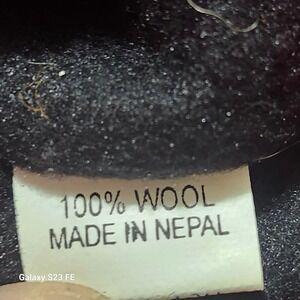 100% WOOL
MADE IN NEPAL
Galaxy S23 FE